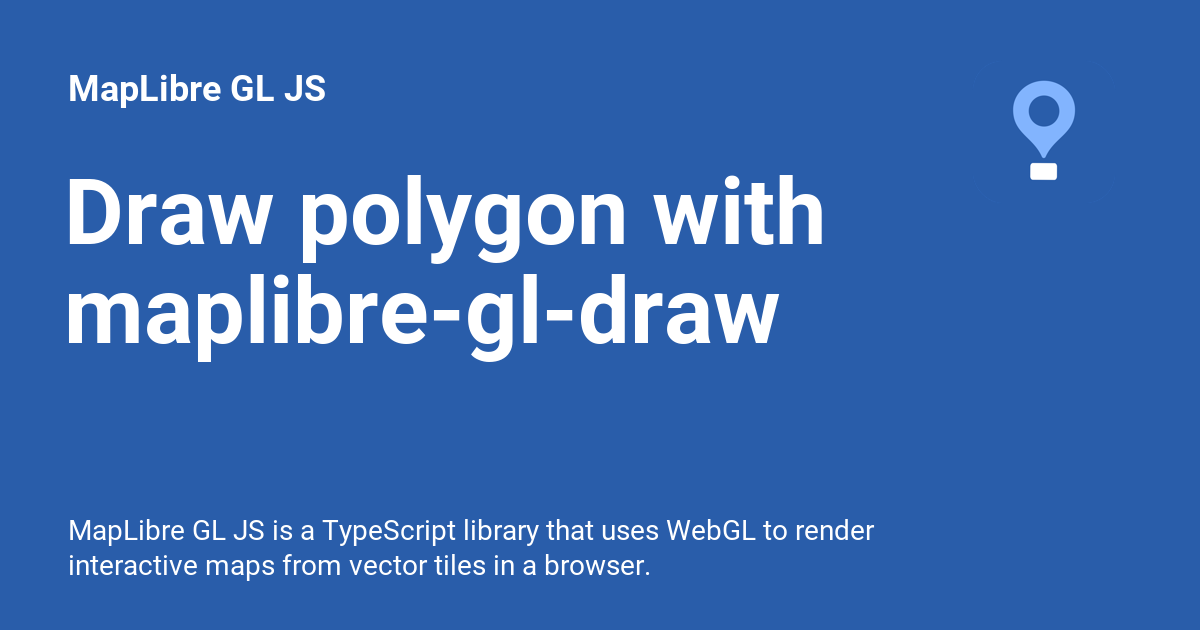 MapLibre GL JS
Draw polygon with
maplibre-gl-draw
MapLibre GL JS is a TypeScript library that uses WebGL to render
interactive maps from vector tiles in a browser.